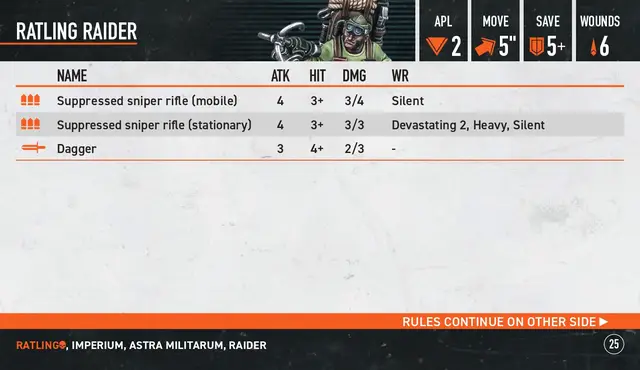 RATLING RAIDER
APL MOVE SAVE WOUNDS
2 5" 5+ 6
NAME ATK HIT DMG WR
Suppressed sniper rifle (mobile) 4 3+ 3/4 Silent
Suppressed sniper rifle (stationary) 4 3+ 3/3 Devastating 2, Heavy, Silent
Dagger 3 4+ 2/3 -
RULES CONTINUE ON OTHER SIDE ▶
RATLING, IMPERIUM, ASTRA MILITARUM, RAIDER
25